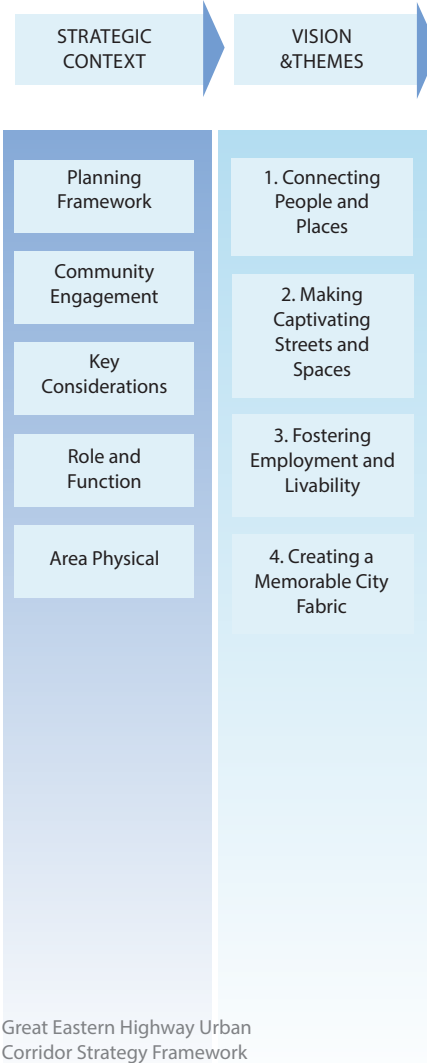 STRATEGIC
CONTEXT
VISION
&THEMES
Planning
Framework
Community
Engagement
Key
Considerations
Role and
Function
Area Physical
1. Connecting
People and
Places
2. Making
Captivating
Streets and
Spaces
3. Fostering
Employment and
Livability
4. Creating a
Memorable City
Fabric
Great Eastern Highway Urban
Corridor Strategy Framework